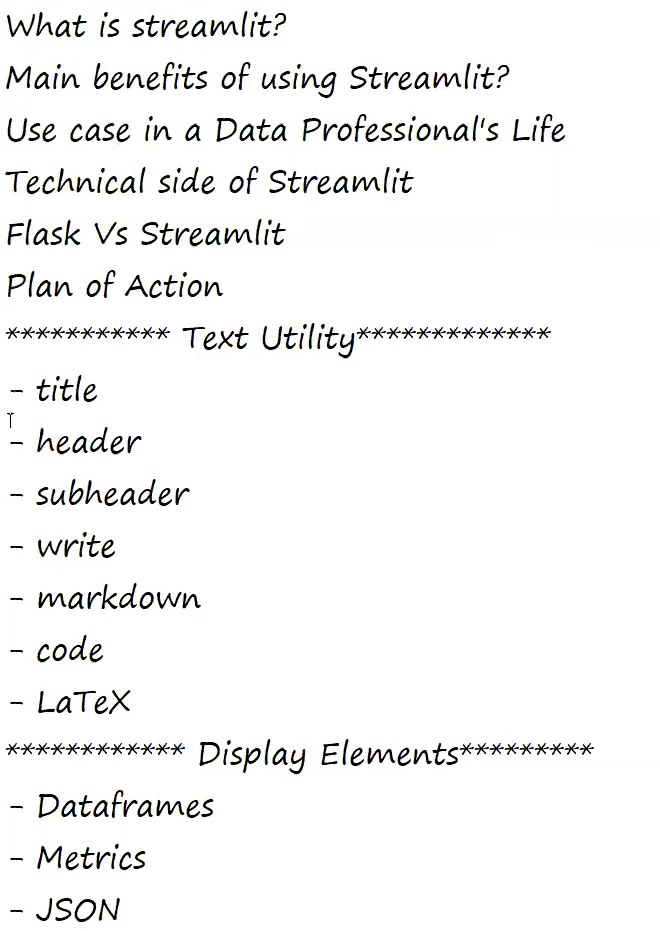 What is streamlit?
Main benefits of using Streamlit?
Use case in a Data Professional's Life
Technical side of Streamlit
Flask Vs Streamlit
Plan of Action
*********** Text Utility*************
- title
- header
- subheader
- write
- markdown
- code
- LaTeX
************ Display Elements*********
- Dataframes
- Metrics
- JSON